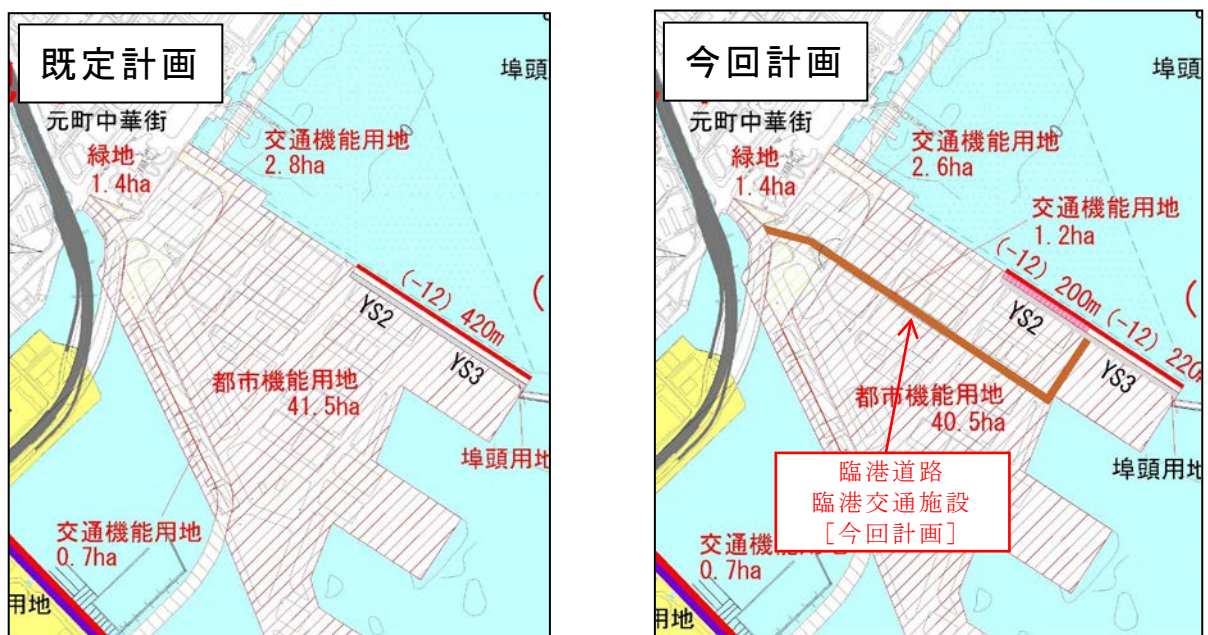 既定計画
埠頭
元町中華街
緑地
1.4ha
交通機能用地
2.8ha
(-12) 420m
YS2
YS3
(
都市機能用地
41.5ha
埠頭用地
交通機能用地
0.7ha
用地
今回計画
埠頭
元町中華街
緑地
1.4ha
交通機能用地
2.6ha
交通機能用地
1.2ha
(-12) 200m
(-12) 220
YS2
YS3
(
都市機能用地
40.5ha
臨港道路
臨港交通施設
[今回計画]
埠頭用地
交通機
0.7ha
用地